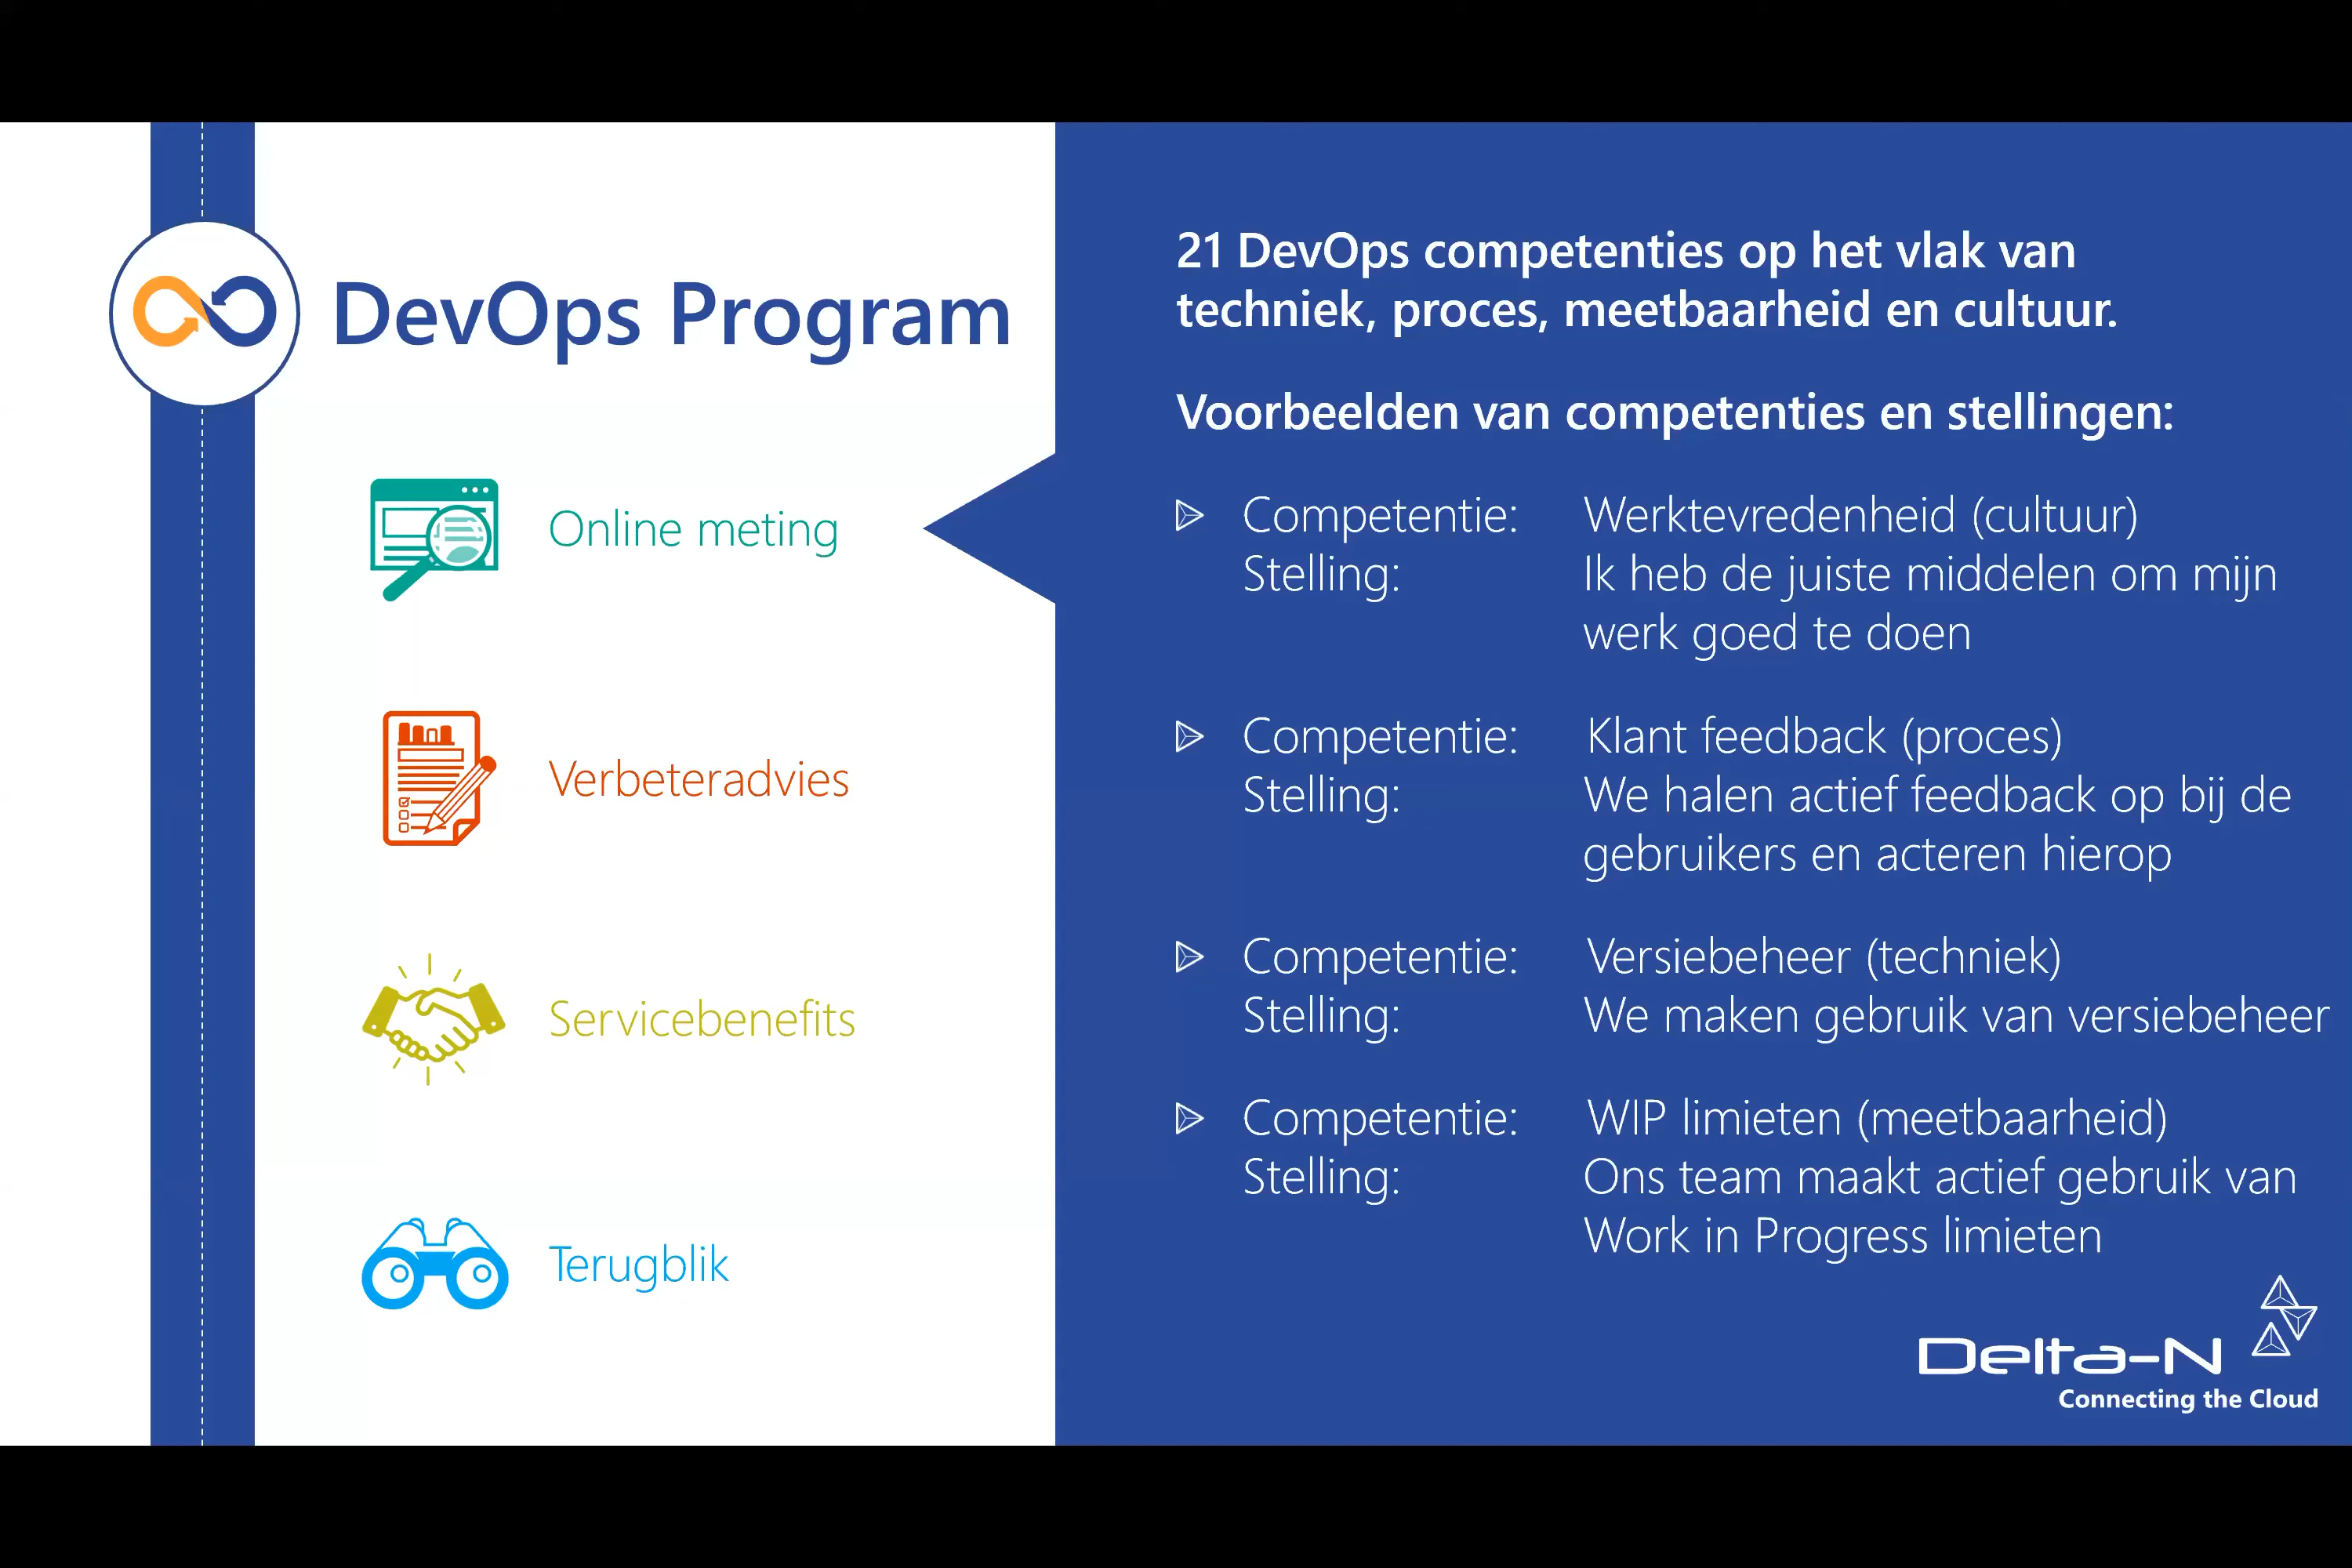 DevOps Program
Online meting
Verbeteradvies
Servicebenefits
Terugblik
21 DevOps competenties op het vlak van
techniek, proces, meetbaarheid en cultuur.
Voorbeelden van competenties en stellingen:
Competentie: Werktevredenheid (cultuur)
Stelling: Ik heb de juiste middelen om mijn
werk goed te doen
Competentie: Klant feedback (proces)
Stelling: We halen actief feedback op bij de
gebruikers en acteren hierop
Competentie: Versiebeheer (techniek)
Stelling: We maken gebruik van versiebeheer
Competentie: WIP limieten (meetbaarheid)
Stelling: Ons team maakt actief gebruik van
Work in Progress limieten
Delta-N
Connecting the Cloud